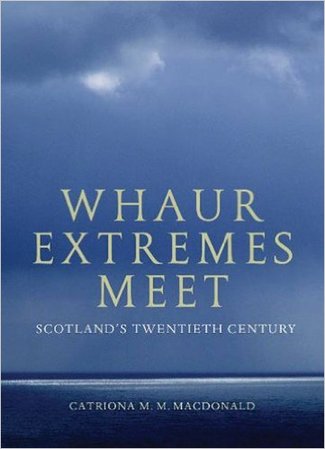 WHAUR
EXTREMES
MEET
SCOTLAND'S TWENTIETH CENTURY
CATRIONA M. M. MACDONALD